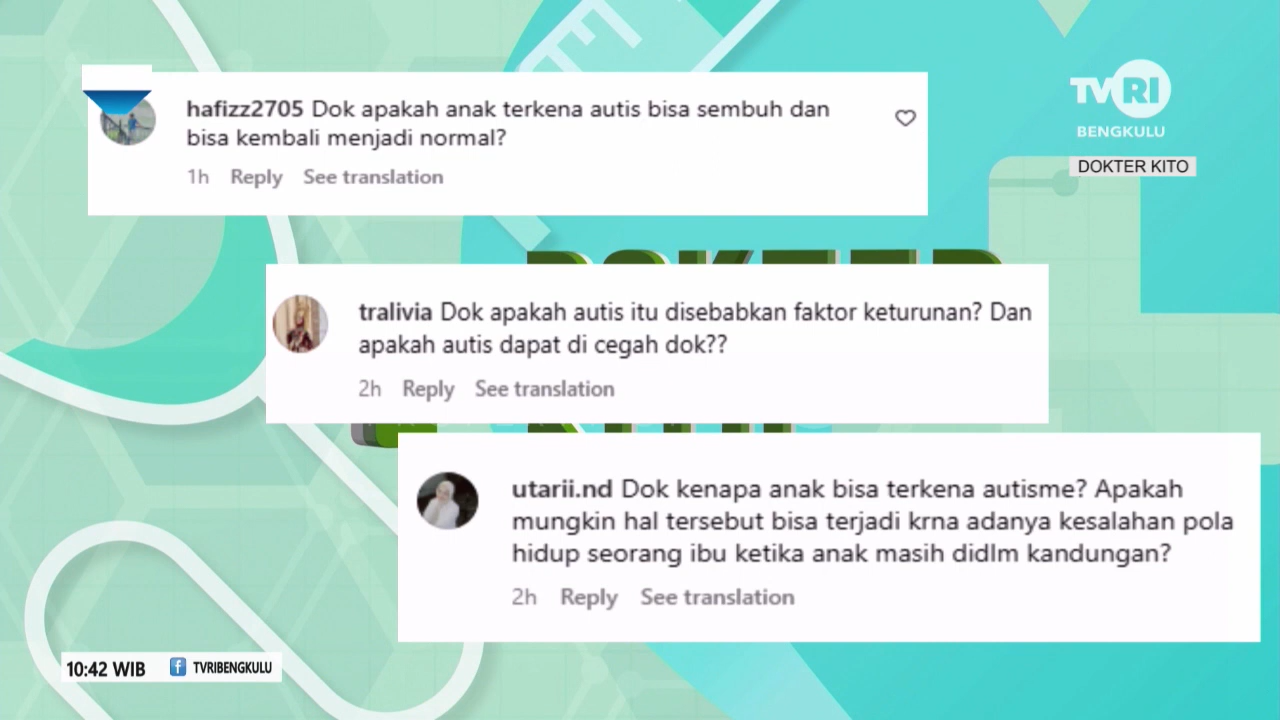 hafizz2705 Dok apakah anak terkena autis bisa sembuh dan
bisa kembali menjadi normal?
1h Reply See translation
TVRI
BENGKULU
DOKTER KITO
tralivia Dok apakah autis itu disebabkan faktor keturunan? Dan
apakah autis dapat di cegah dok??
2h Reply See translation
utarii.nd Dok kenapa anak bisa terkena autisme? Apakah
mungkin hal tersebut bisa terjadi krna adanya kesalahan pola
hidup seorang ibu ketika anak masih didlm kandungan?
2h Reply See translation
10:42 WIB f TVRIBENGKULU